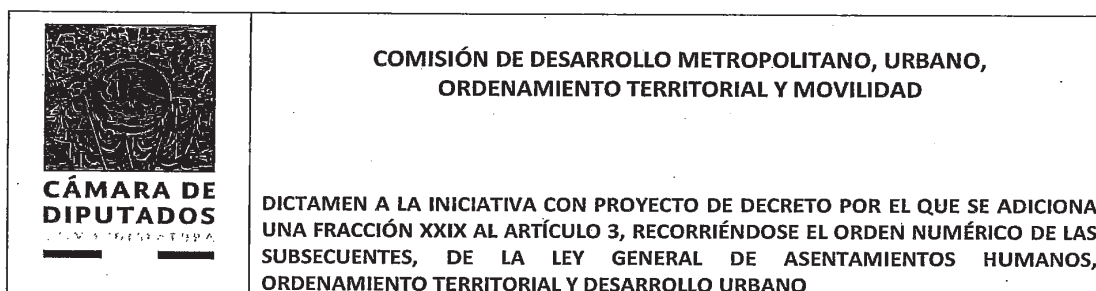 COMISIÓN DE DESARROLLO METROPOLITANO, URBANO,
ORDENAMIENTO TERRITORIAL Y MOVILIDAD
CÁMARA DE
DIPUTADOS
DICTAMEN A LA INICIATIVA CON PROYECTO DE DECRETO POR EL QUE SE ADICIONA
UNA FRACCIÓN XXIX AL ARTÍCULO 3, RECORRIÉNDOSE EL ORDEN NUMÉRICO DE LAS
SUBSECUENTES, DE LA LEY GENERAL DE ASENTAMIENTOS HUMANOS,
ORDENAMIENTO TERRITORIAL Y DESARROLLO URBANO